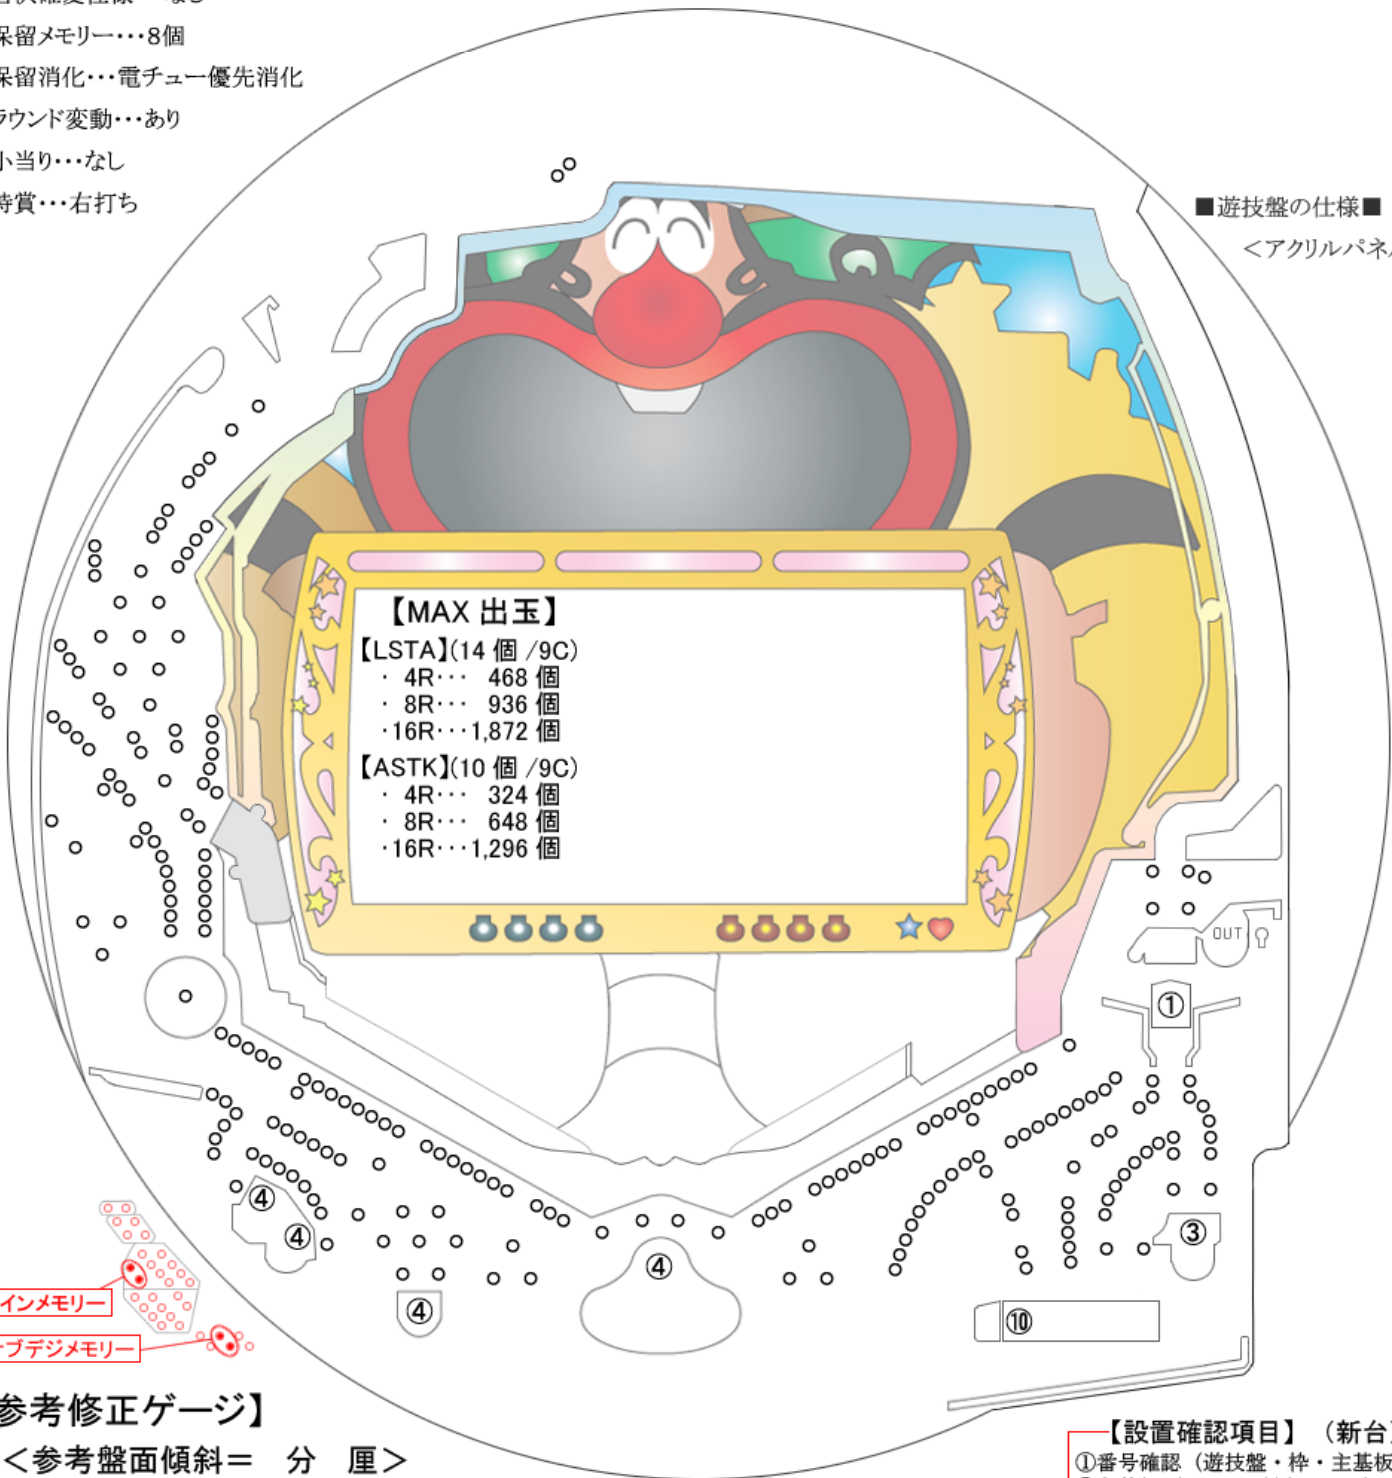 保留メモリー・・・8個
保留消化・・・電チュー優先消化
ラウンド変動・・・あり
小当り・・・なし
特賞・・・右打ち
■遊技盤の仕様■
＜アクリルパネル
【MAX 出玉】
【LSTA】(14 個 /9C)
・ 4R・・・ 468 個
・ 8R・・・ 936 個
・16R・・・1,872 個
【ASTK】(10 個 /9C)
・ 4R・・・ 324 個
・ 8R・・・ 648 個
・16R・・・1,296 個
OUT
①
④
④
③
④
④
⑩
インメモリー
ブデジメモリー
参考修正ゲージ】
＜参考盤面傾斜＝ 分 厘＞
【設置確認項目】 （新台）
①番号確認（遊技盤・枠・主基板